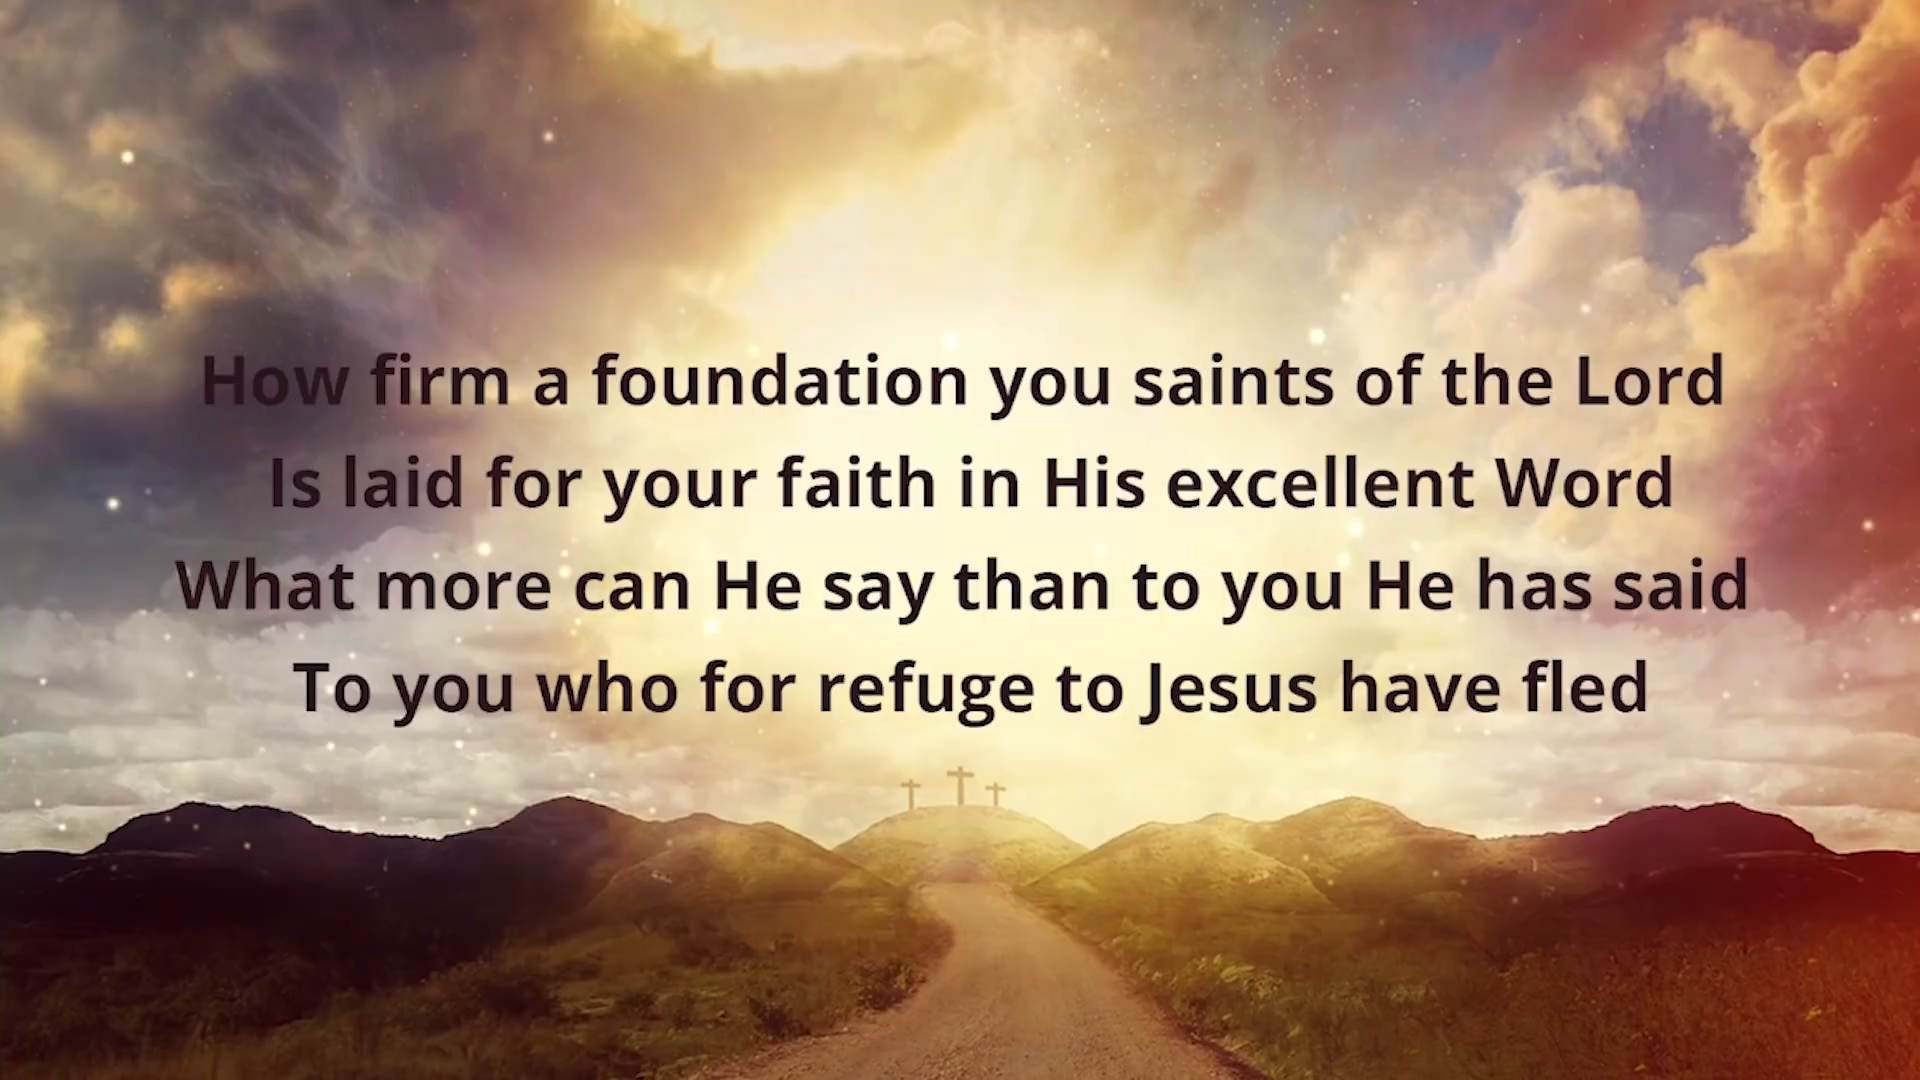 How firm a foundation you saints of the Lord
Is laid for your faith in His excellent Word
What more can He say than to you He has said
To you who for refuge to Jesus have fled